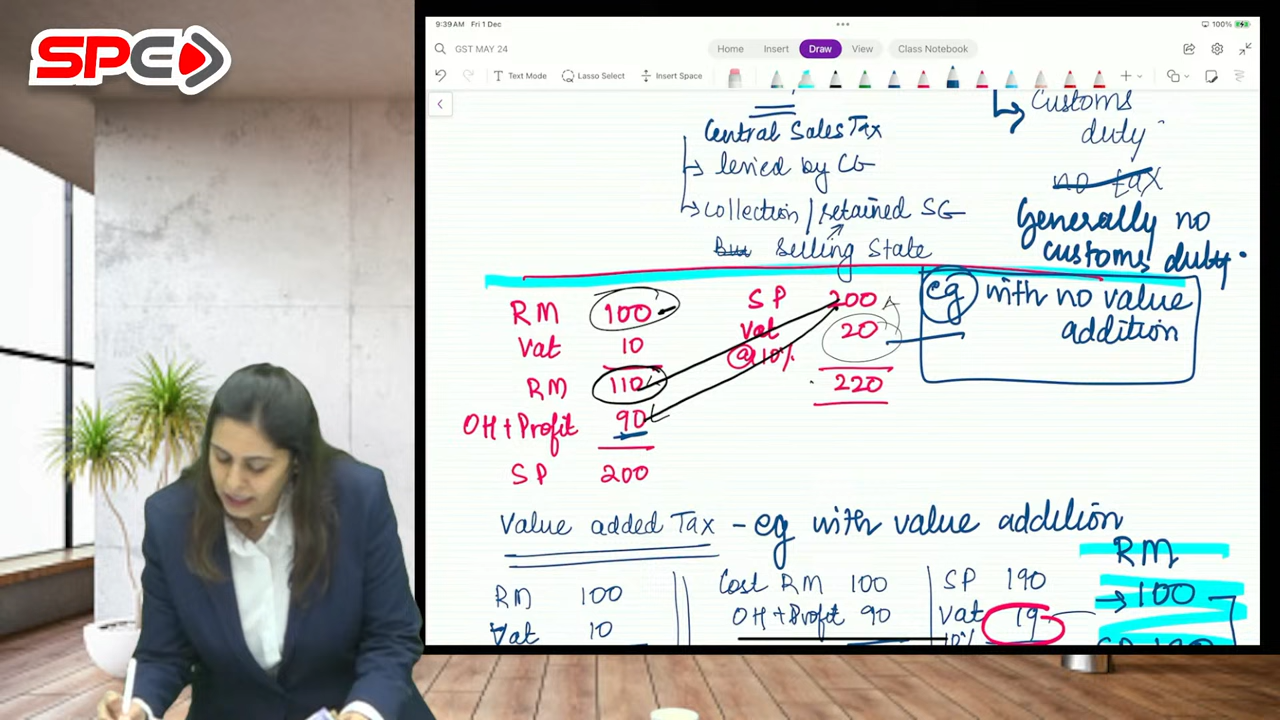 SPE
9:39 AM Fri 1 Dec
100%
GST MAY 24
Home Insert Draw View Class Notebook
Text Mode Lasso Select Insert Space
Central Sales Tax
levied by CG
collection / retained SG
But Selling State
Customs
duty
no tax
Generally no
customs duty.
RM 100
Vat 10
RM 110
OH + Profit 90
SP 200
SP 200
Vat 20
@10%
220
eg with no value
addition
Value added Tax - eg with value addition
RM 100
Vat 10
Cost RM 100
OH + Profit 90
SP 190
Vat 19
10%
RM
100